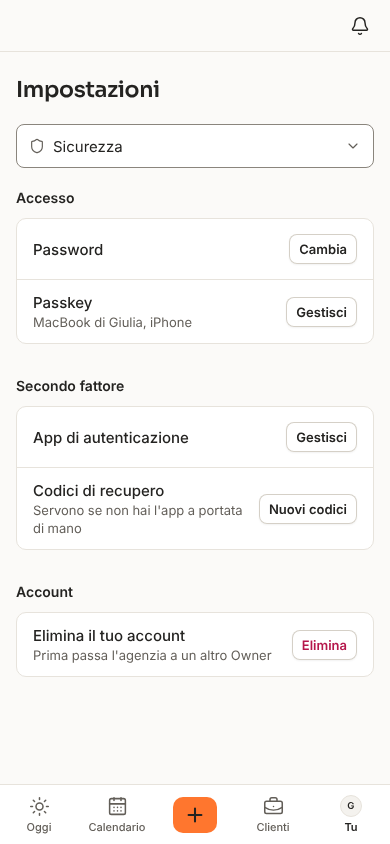 Impostazioni
Sicurezza
Accesso
Password
Cambia
Passkey
MacBook di Giulia, iPhone
Gestisci
Secondo fattore
App di autenticazione
Gestisci
Codici di recupero
Servono se non hai l'app a portata
di mano
Nuovi codici
Account
Elimina il tuo account
Prima passa l'agenzia a un altro Owner
Elimina
Oggi
Calendario
Clienti
G
Tu